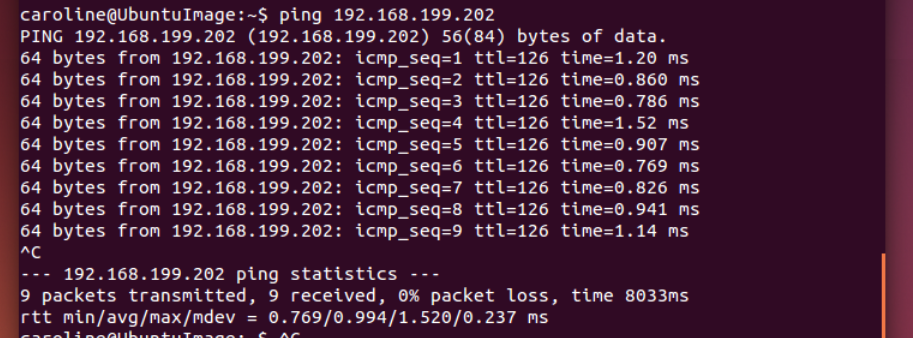 caroline@UbuntuImage:~$ ping 192.168.199.202
PING 192.168.199.202 (192.168.199.202) 56(84) bytes of data.
64 bytes from 192.168.199.202: icmp_seq=1 ttl=126 time=1.20 ms
64 bytes from 192.168.199.202: icmp_seq=2 ttl=126 time=0.860 ms
64 bytes from 192.168.199.202: icmp_seq=3 ttl=126 time=0.786 ms
64 bytes from 192.168.199.202: icmp_seq=4 ttl=126 time=1.52 ms
64 bytes from 192.168.199.202: icmp_seq=5 ttl=126 time=0.907 ms
64 bytes from 192.168.199.202: icmp_seq=6 ttl=126 time=0.769 ms
64 bytes from 192.168.199.202: icmp_seq=7 ttl=126 time=0.826 ms
64 bytes from 192.168.199.202: icmp_seq=8 ttl=126 time=0.941 ms
64 bytes from 192.168.199.202: icmp_seq=9 ttl=126 time=1.14 ms
^C
--- 192.168.199.202 ping statistics ---
9 packets transmitted, 9 received, 0% packet loss, time 8033ms
rtt min/avg/max/mdev = 0.769/0.994/1.520/0.237 ms
caroline@UbuntuImage:~$ ^C